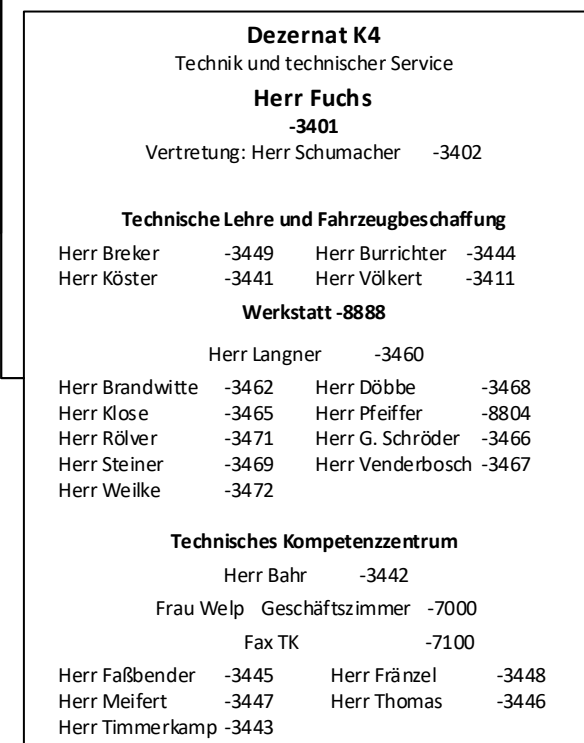 Dezernat K4
Technik und technischer Service
Herr Fuchs
-3401
Vertretung: Herr Schumacher -3402
Technische Lehre und Fahrzeugbeschaffung
Herr Breker -3449 Herr Burrichter -3444
Herr Köster -3441 Herr Völkert -3411
Werkstatt -8888
Herr Langner -3460
Herr Brandwitte -3462 Herr Döbbe -3468
Herr Klose -3465 Herr Pfeiffer -8804
Herr Rölver -3471 Herr G. Schröder -3466
Herr Steiner -3469 Herr Venderbosch -3467
Herr Weilke -3472
Technisches Kompetenzzentrum
Herr Bahr -3442
Frau Welp Geschäftszimmer -7000
Fax TK -7100
Herr Faßbender -3445 Herr Fränzel -3448
Herr Meifert -3447 Herr Thomas -3446
Herr Timmerkamp -3443